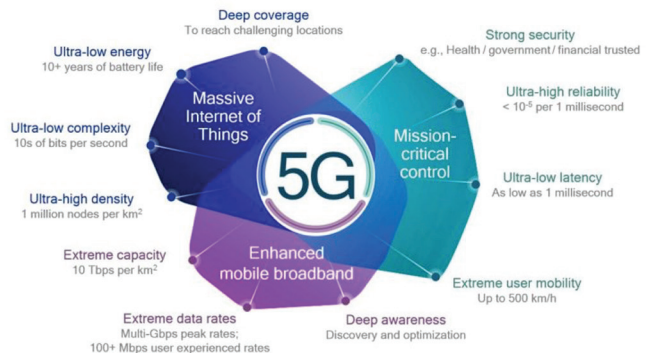 Deep coverage
To reach challenging locations
Ultra-low energy
10+ years of battery life
Ultra-low complexity
10s of bits per second
Ultra-high density
1 million nodes per km²
Massive
Internet of
Things
5G
Strong security
e.g., Health / government / financial trusted
Ultra-high reliability
< 10⁻⁵ per 1 millisecond
Mission-
critical
control
Ultra-low latency
As low as 1 millisecond
Extreme user mobility
Up to 500 km/h
Enhanced
mobile broadband
Extreme capacity
10 Tbps per km²
Extreme data rates
Multi-Gbps peak rates;
100+ Mbps user experienced rates
Deep awareness
Discovery and optimization